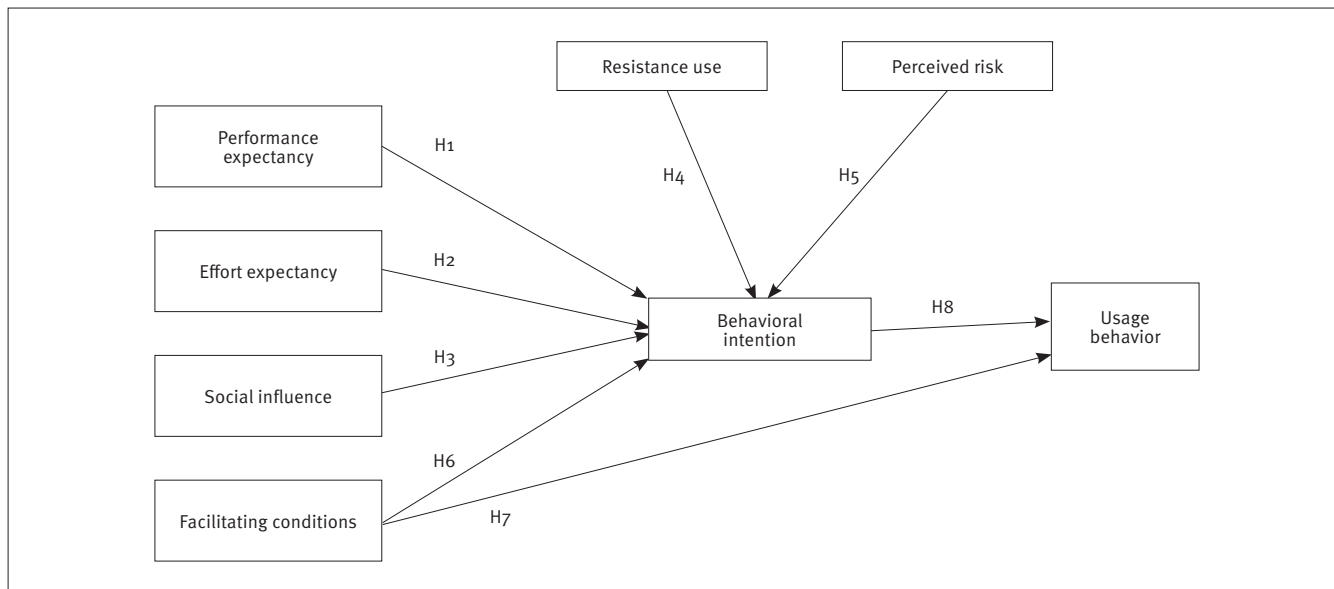 Resistance use
Perceived risk
Performance
expectancy
H1
H4
H5
Effort expectancy
H2
Behavioral
intention
H8
Usage
behavior
H3
Social influence
H6
Facilitating conditions
H7